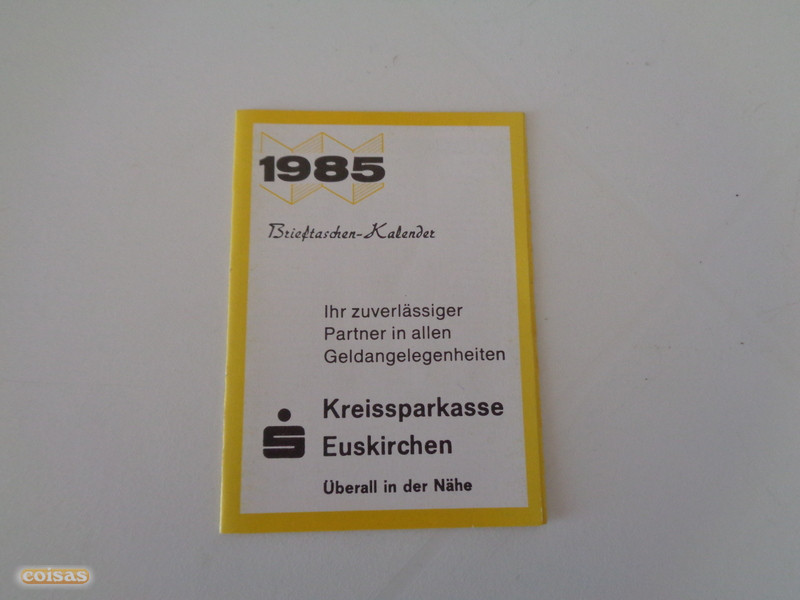 1985
Brieftaschen-Kalender
Ihr zuverlässiger
Partner in allen
Geldangelegenheiten
Kreissparkasse
Euskirchen
Überall in der Nähe
coisas